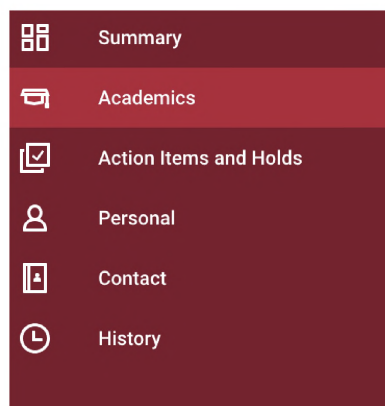 Summary
Academics
Action Items and Holds
Personal
Contact
History